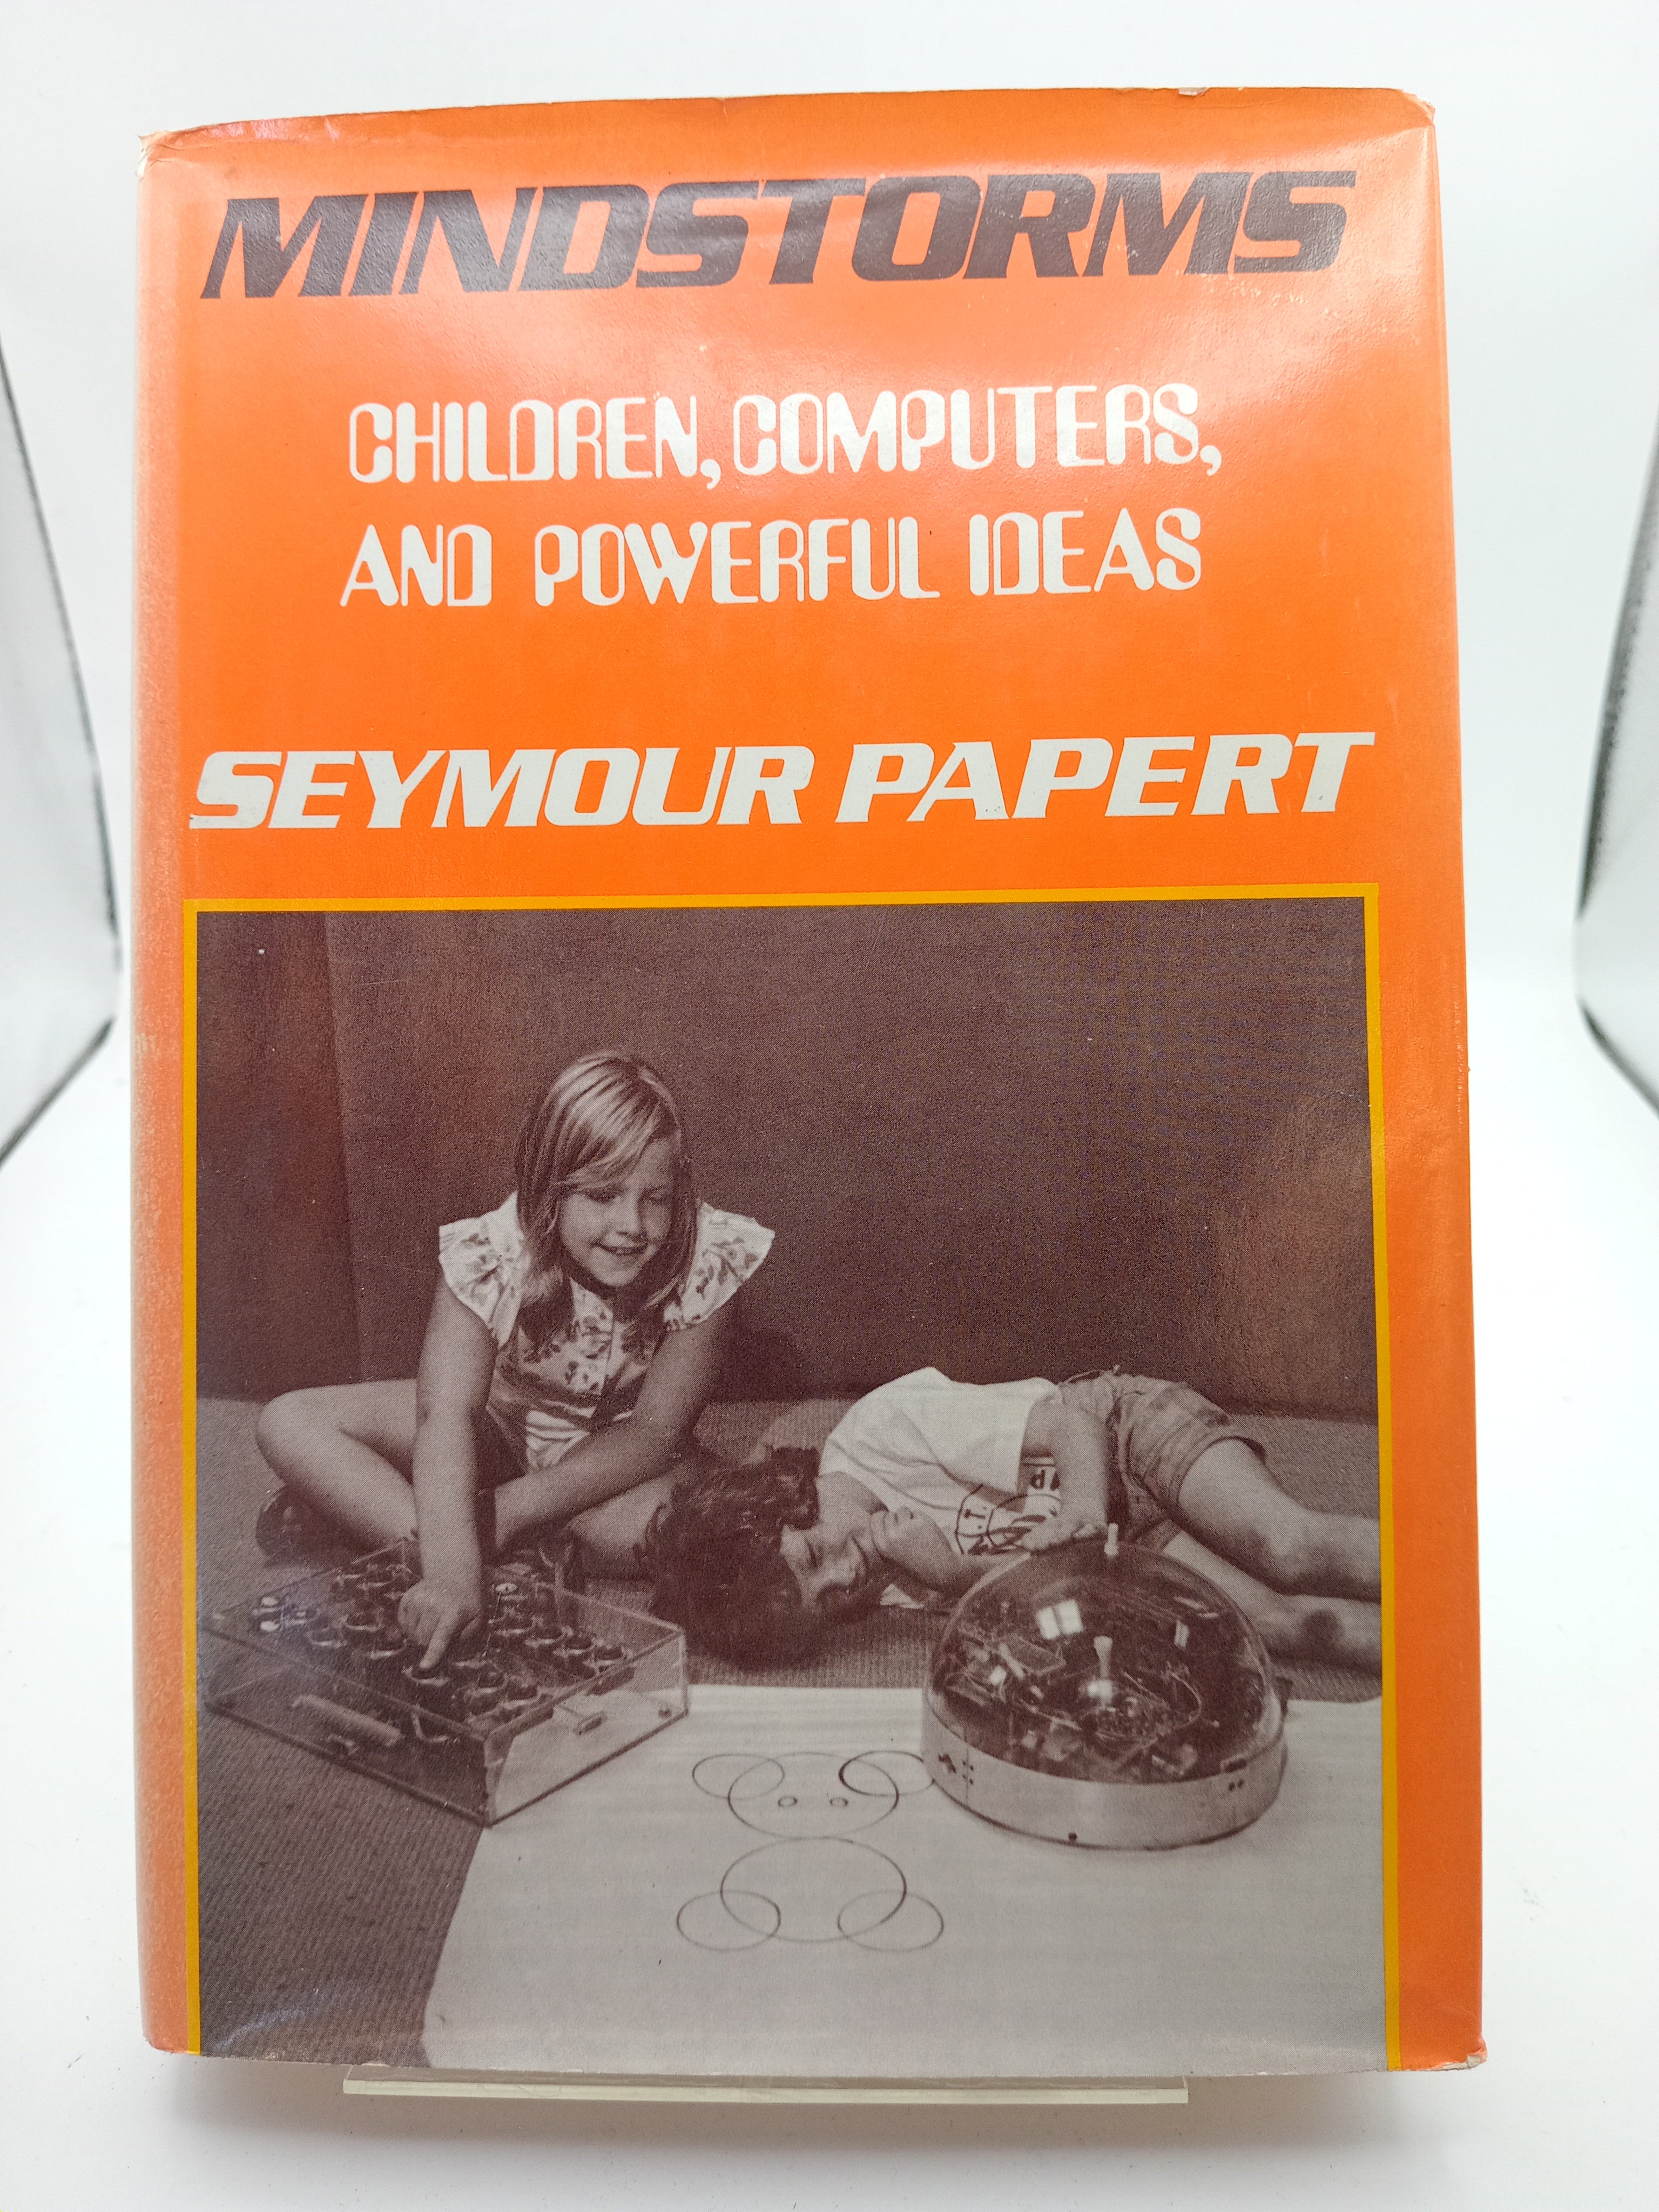 MINDSTORMS
CHILDREN, COMPUTERS,
AND POWERFUL IDEAS
SEYMOUR PAPERT